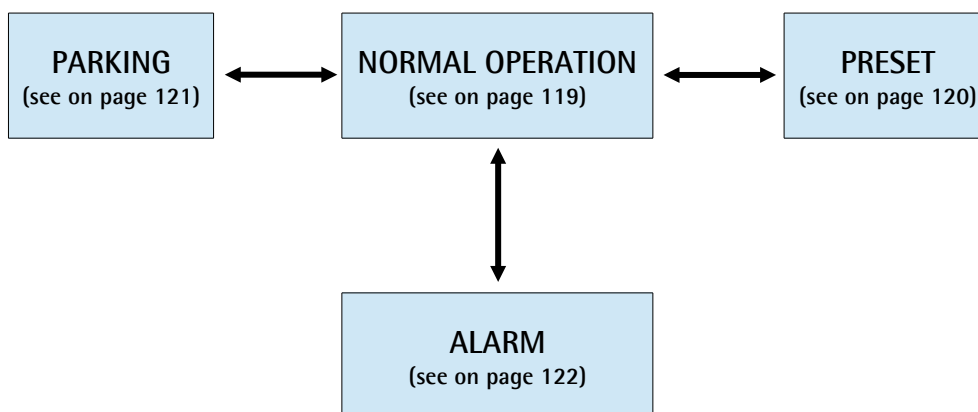 PARKING
(see on page 121)
NORMAL OPERATION
(see on page 119)
PRESET
(see on page 120)
ALARM
(see on page 122)